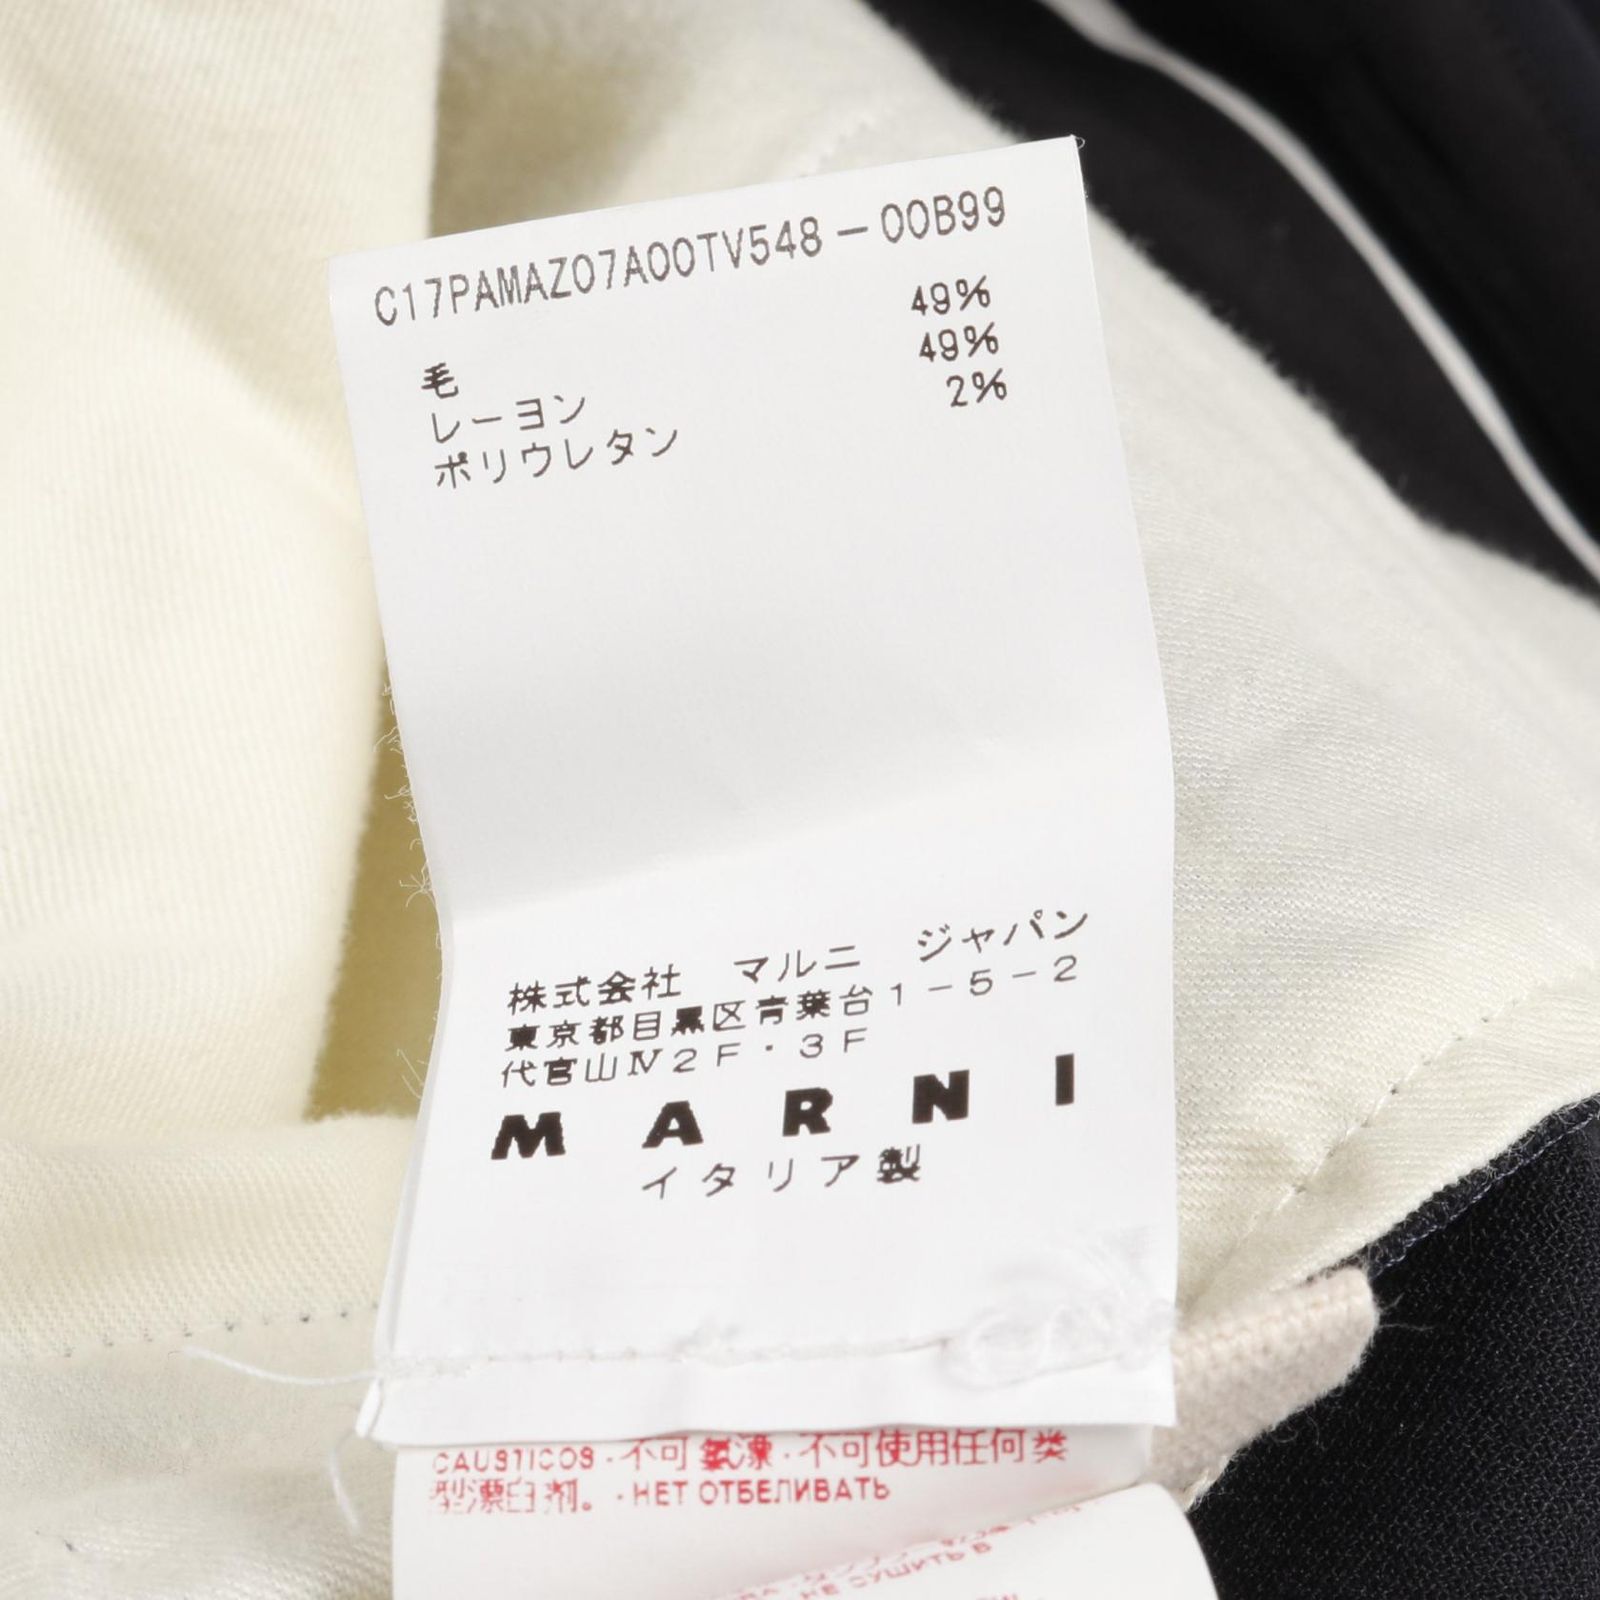 C17PAMAZ07A00TV548-00B99
毛 49%
レーヨン 49%
ポリウレタン 2%
株式会社 マルニ ジャパン
東京都目黒区青葉台1-5-2
代官山Ⅳ2F・3F
MARNI
イタリア製
CAUSTICOS · 不可氯漂 · 不可使用任何类
型漂白剂。 · НЕТ ОТБЕЛИВАТЬ
НЕ СУШИТЬ В